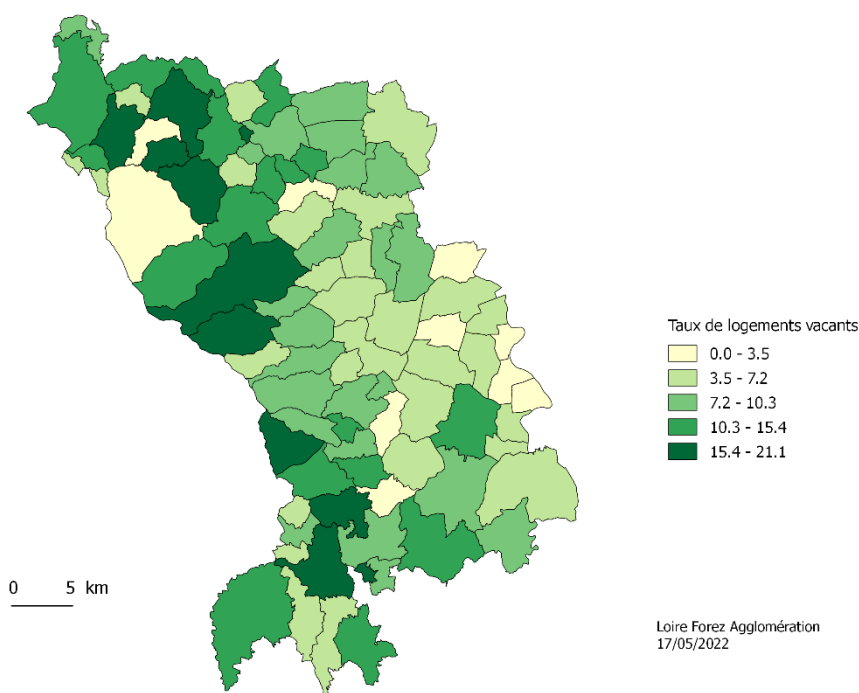 Taux de logements vacants
0.0 - 3.5
3.5 - 7.2
7.2 - 10.3
10.3 - 15.4
15.4 - 21.1
0 5 km
Loire Forez Agglomération
17/05/2022